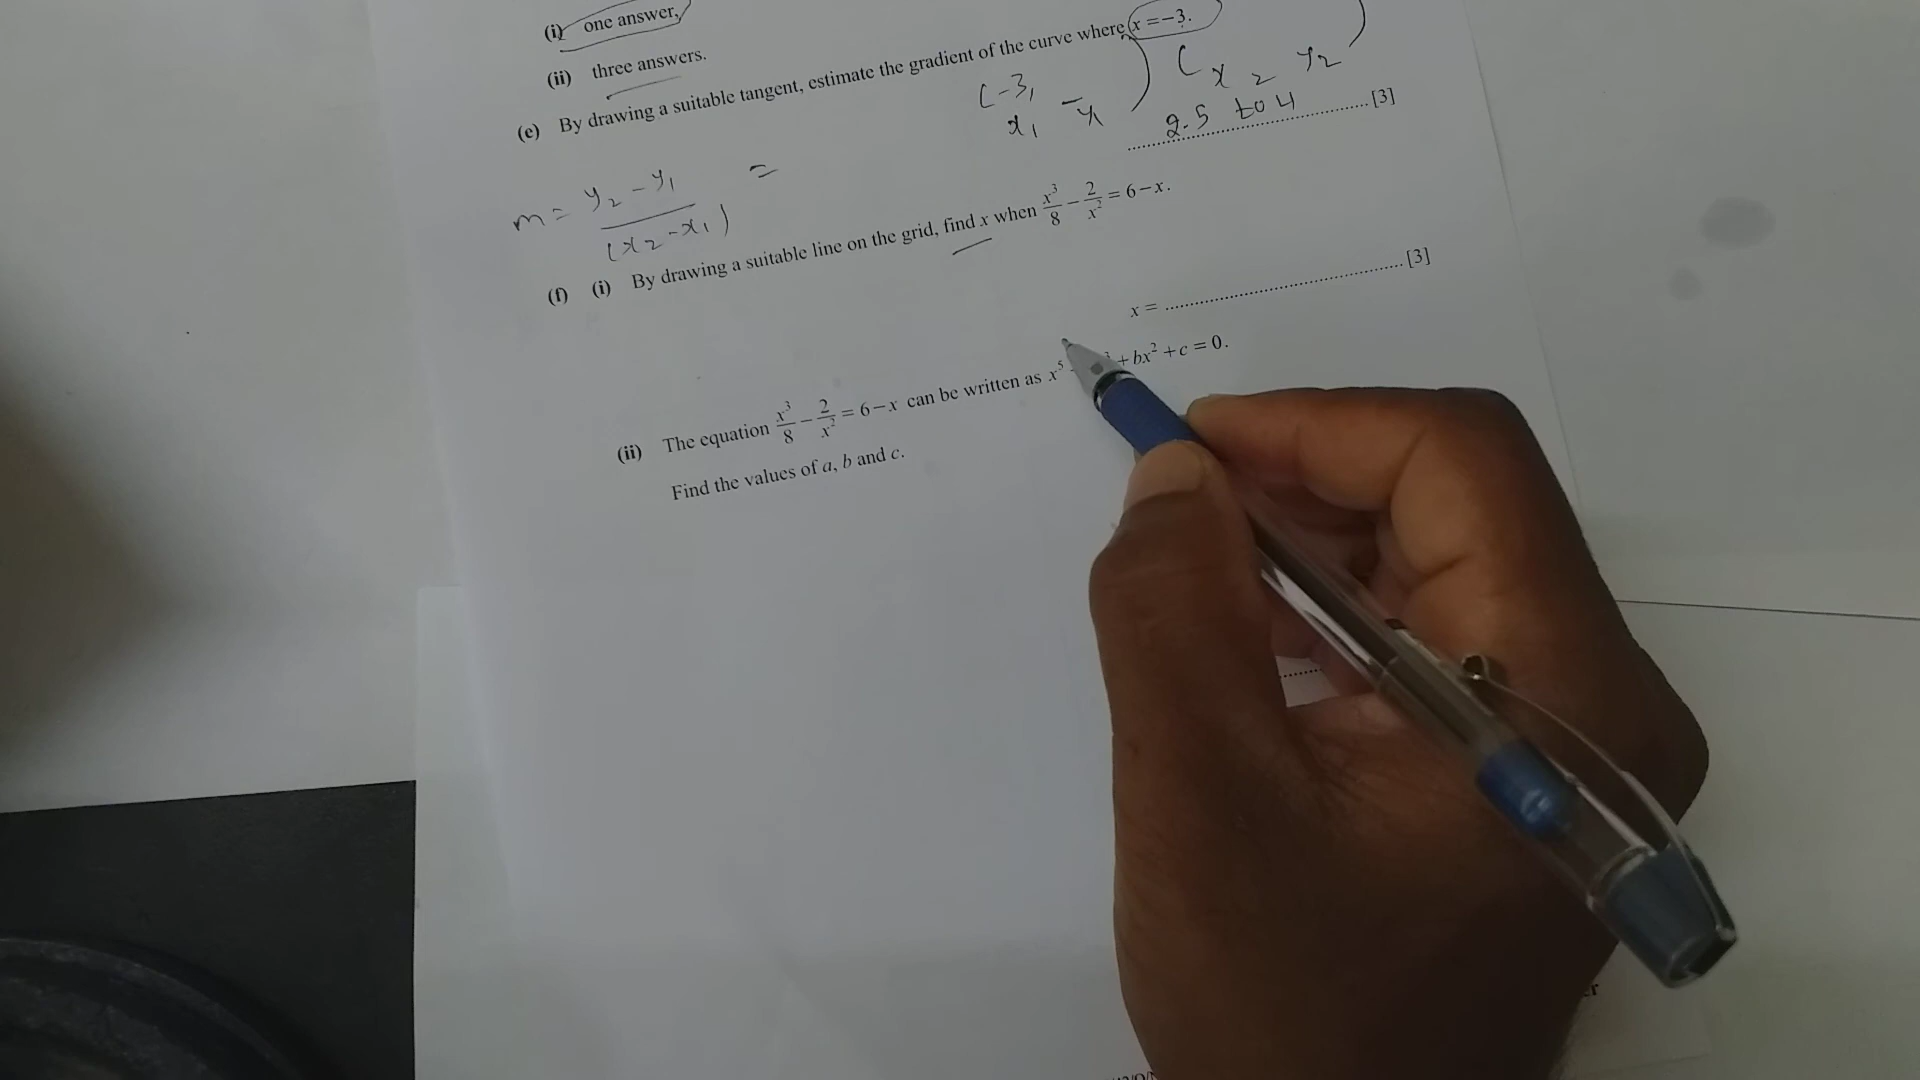 (i) one answer,
(ii) three answers.
(e) By drawing a suitable tangent, estimate the gradient of the curve where x = −3.
(-3, ) ( )
x₁ y₁ x₂ y₂
2.5 to 4 [3]
m = y₂ - y₁ / (x₂ - x₁) =
(f) (i) By drawing a suitable line on the grid, find x when x³/8 − 2/x² = 6 − x.
x = [3]
(ii) The equation x³/8 − 2/x² = 6 − x can be written as x⁵ + bx² + c = 0.
Find the values of a, b and c.